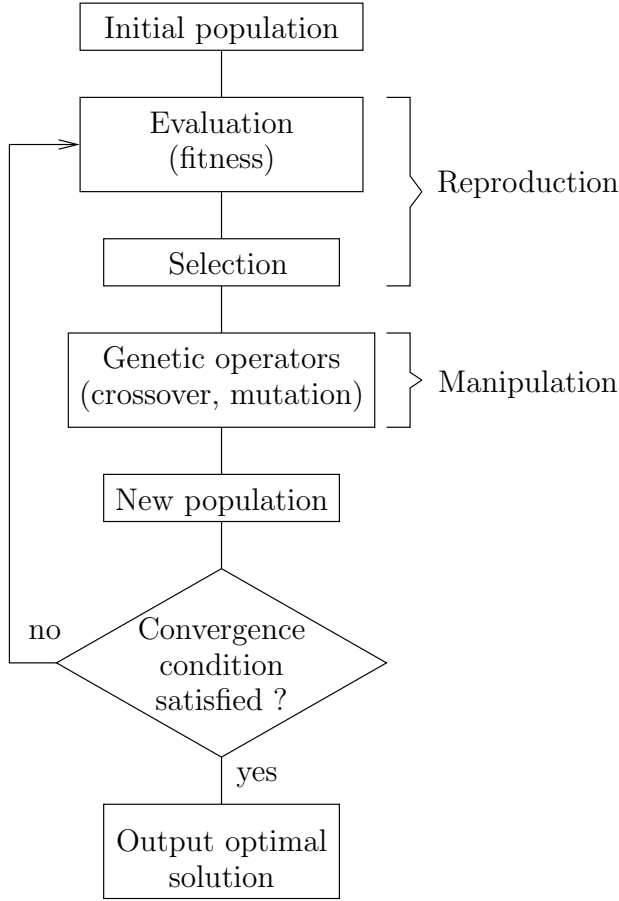 Initial population
Evaluation
(fitness)
Reproduction
Selection
Genetic operators
(crossover, mutation)
Manipulation
New population
no
Convergence
condition
satisfied ?
yes
Output optimal
solution